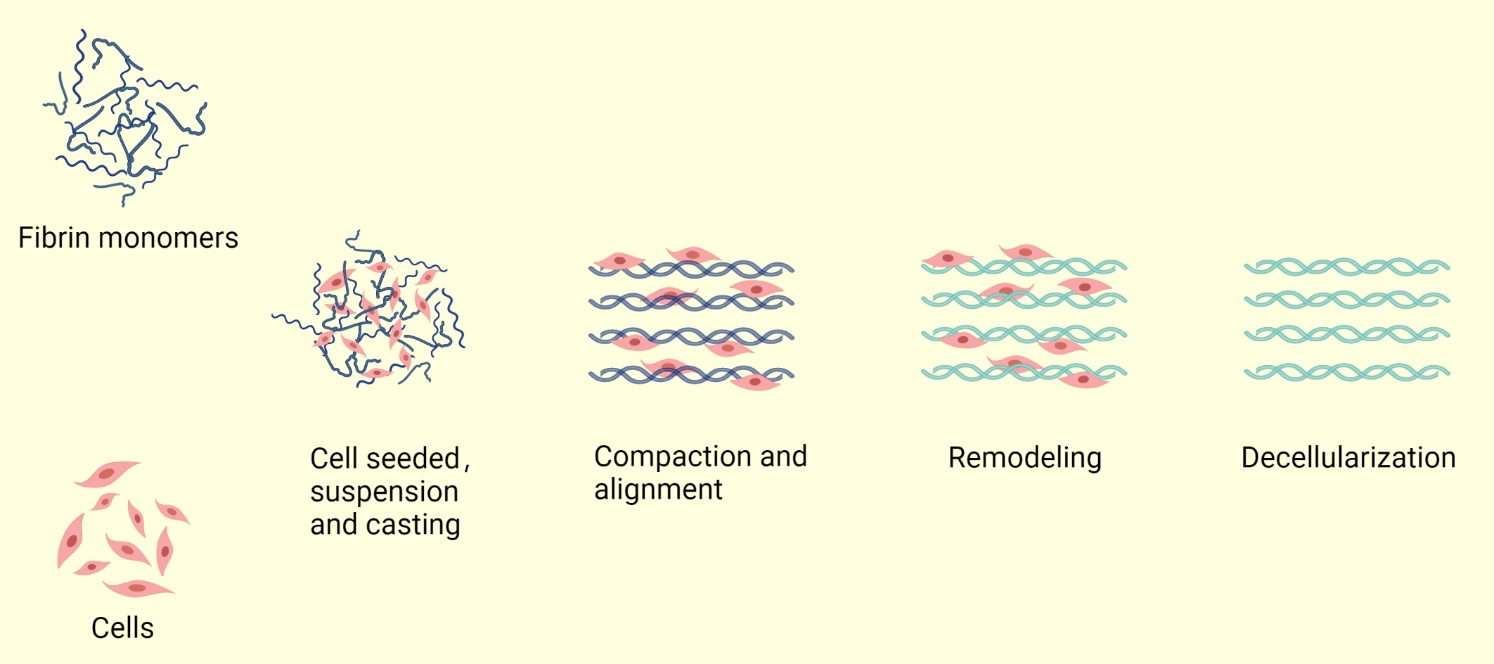 Fibrin monomers
Cells
Cell seeded,
suspension
and casting
Compaction and
alignment
Remodeling
Decellularization